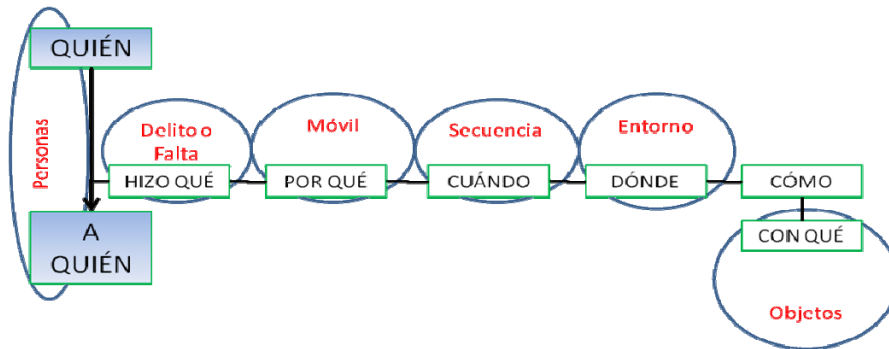 QUIÉN
Personas
A
QUIÉN
Delito o
Falta
HIZO QUÉ
Móvil
POR QUÉ
Secuencia
CUÁNDO
Entorno
DÓNDE
CÓMO
CON QUÉ
Objetos